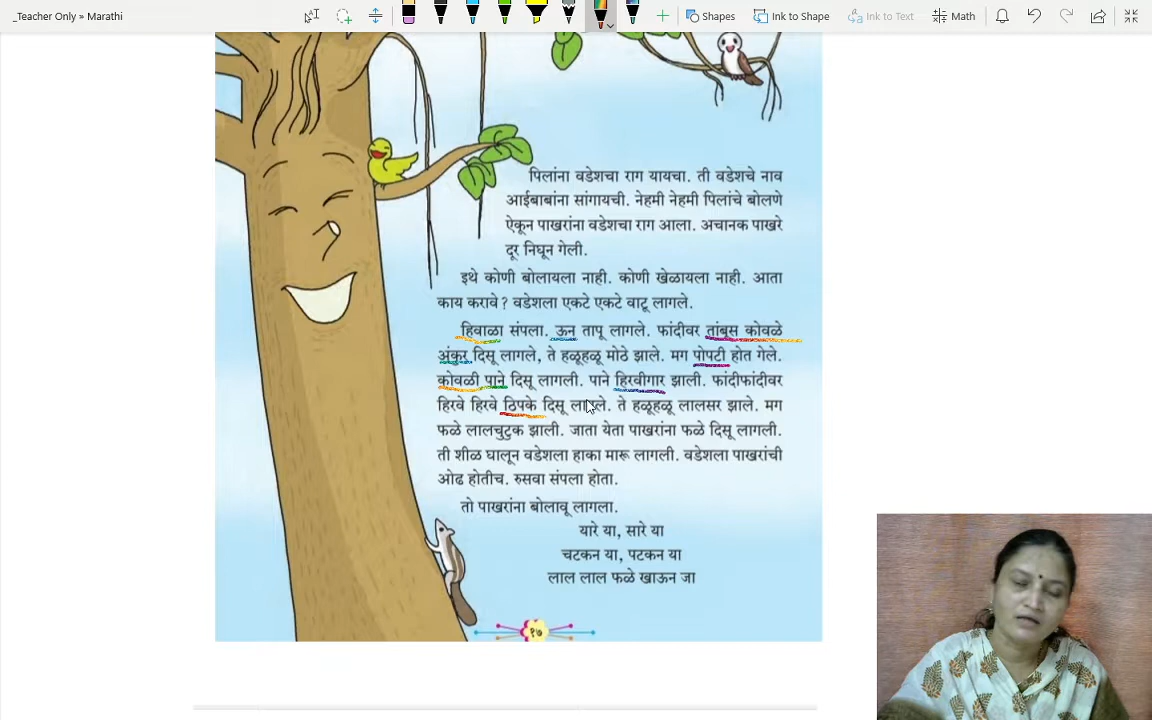 _Teacher Only » Marathi
Shapes
Ink to Shape
Ink to Text
Math
पिलांना वडेशचा राग यायचा. ती वडेशचे नाव
आईबाबांना सांगायची. नेहमी नेहमी पिलांचे बोलणे
ऐकून पाखरांना वडेशचा राग आला. अचानक पाखरे
दूर निघून गेली.
इथे कोणी बोलायला नाही. कोणी खेळायला नाही. आता
काय करावे ? वडेशला एकटे एकटे वाटू लागले.
हिवाळा संपला. ऊन तापू लागले. फांदीवर तांबूस कोवळे
अंकुर दिसू लागले, ते हळूहळू मोठे झाले. मग पोपटी होत गेले.
कोवळी पाने दिसू लागली. पाने हिरवीगार झाली. फांदीफांदीवर
हिरवे हिरवे ठिपके दिसू लागले. ते हळूहळू लालसर झाले. मग
फळे लालचुटुक झाली. जाता येता पाखरांना फळे दिसू लागली.
ती शीळ घालून वडेशला हाका मारू लागली. वडेशला पाखरांची
ओढ होतीच. रुसवा संपला होता.
तो पाखरांना बोलावू लागला.
यारे या, सारे या
चटकन या, पटकन या
लाल लाल फळे खाऊन जा
१७